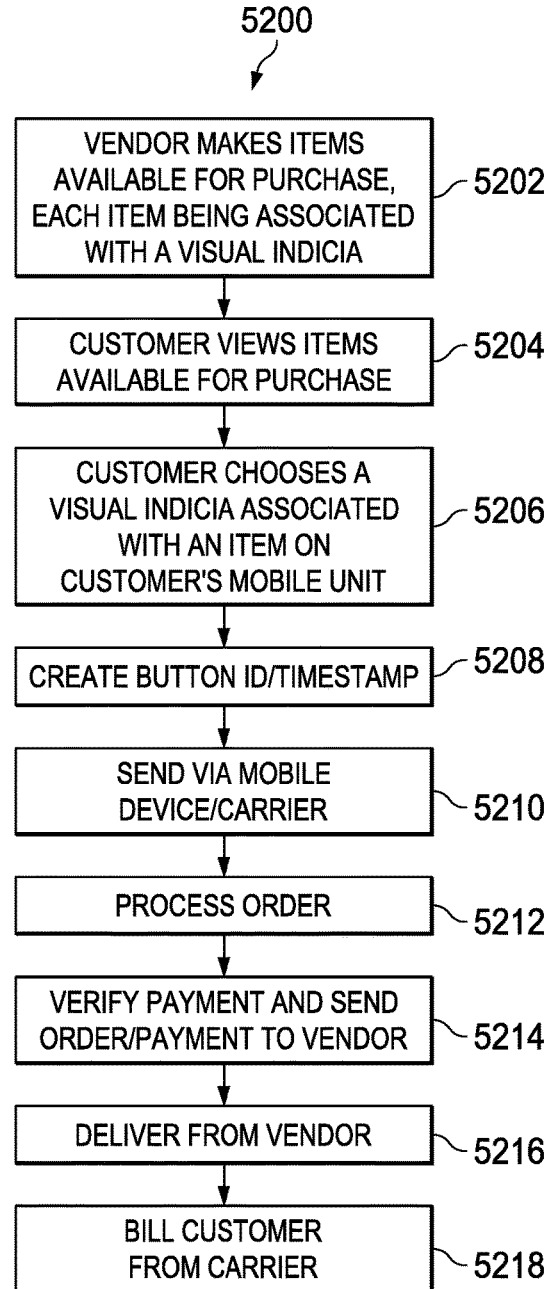 5200
VENDOR MAKES ITEMS
AVAILABLE FOR PURCHASE,
EACH ITEM BEING ASSOCIATED
WITH A VISUAL INDICIA
5202
CUSTOMER VIEWS ITEMS
AVAILABLE FOR PURCHASE
5204
CUSTOMER CHOOSES A
VISUAL INDICIA ASSOCIATED
WITH AN ITEM ON
CUSTOMER'S MOBILE UNIT
5206
CREATE BUTTON ID/TIMESTAMP
5208
SEND VIA MOBILE
DEVICE/CARRIER
5210
PROCESS ORDER
5212
VERIFY PAYMENT AND SEND
ORDER/PAYMENT TO VENDOR
5214
DELIVER FROM VENDOR
5216
BILL CUSTOMER
FROM CARRIER
5218